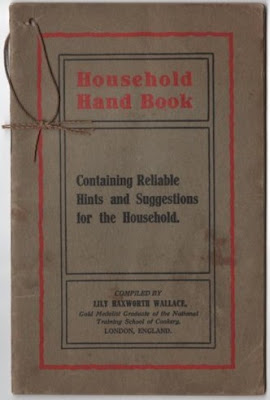 Household
Hand Book
Containing Reliable
Hints and Suggestions
for the Household.
COMPILED BY
LILY HAXWORTH WALLACE,
Gold Medalist Graduate of the National
Training School of Cookery,
LONDON, ENGLAND.